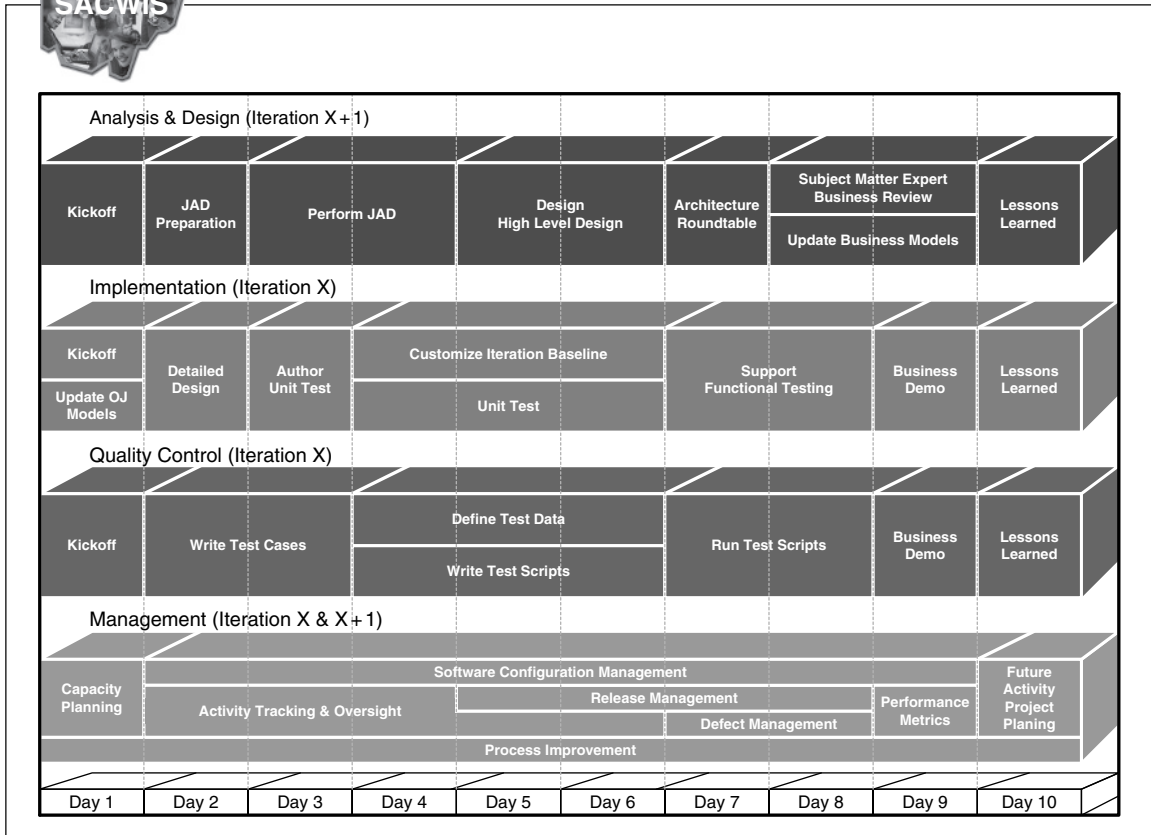 SACWIS
Analysis & Design (Iteration X+1)
Kickoff
JAD
Preparation
Perform JAD
Design
High Level Design
Architecture
Roundtable
Subject Matter Expert
Business Review
Update Business Models
Lessons
Learned
Implementation (Iteration X)
Kickoff
Update OJ
Models
Detailed
Design
Author
Unit Test
Customize Iteration Baseline
Unit Test
Support
Functional Testing
Business
Demo
Lessons
Learned
Quality Control (Iteration X)
Kickoff
Write Test Cases
Define Test Data
Write Test Scripts
Run Test Scripts
Business
Demo
Lessons
Learned
Management (Iteration X & X+1)
Capacity
Planning
Software Configuration Management
Activity Tracking & Oversight
Release Management
Defect Management
Performance
Metrics
Future
Activity
Project
Planing
Process Improvement
Day 1
Day 2
Day 3
Day 4
Day 5
Day 6
Day 7
Day 8
Day 9
Day 10